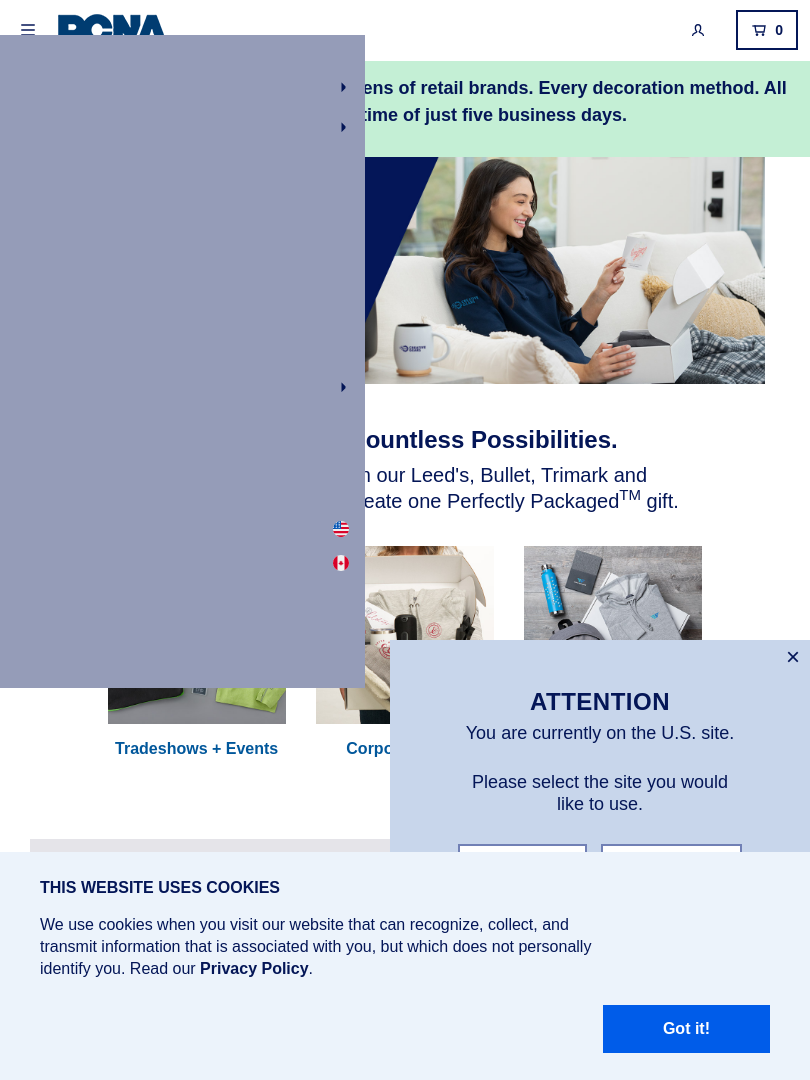 PCNA
0
ens of retail brands. Every decoration method. All
time of just five business days.
ountless Possibilities.
our Leed's, Bullet, Trimark and
eate one Perfectly Packaged™ gift.
Tradeshows + Events
Corpo
ATTENTION
You are currently on the U.S. site.
Please select the site you would
like to use.
THIS WEBSITE USES COOKIES
We use cookies when you visit our website that can recognize, collect, and
transmit information that is associated with you, but which does not personally
identify you. Read our Privacy Policy.
Got it!